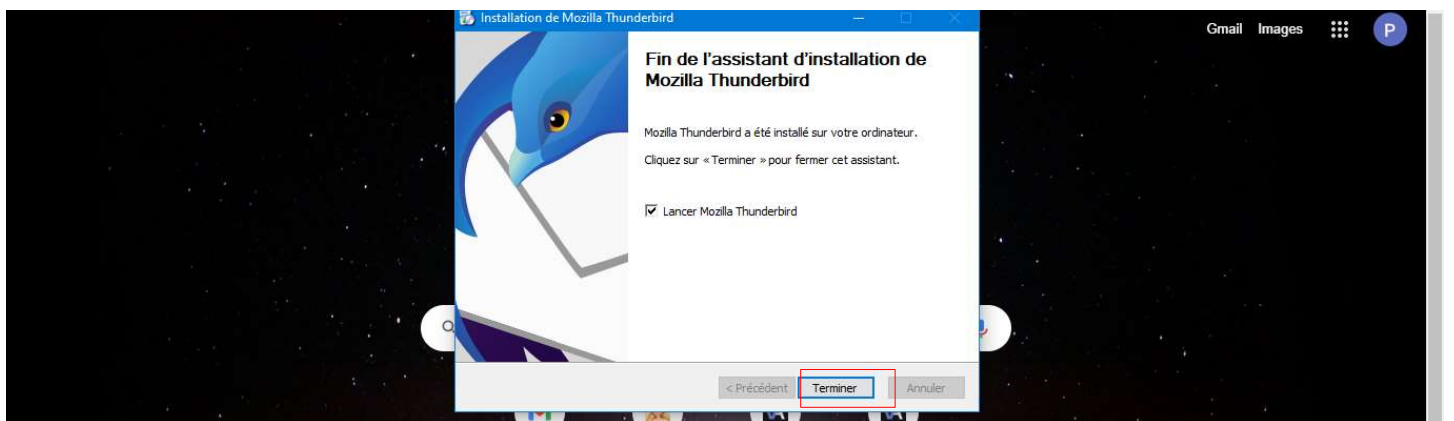 Installation de Mozilla Thunderbird
Gmail Images
P
Fin de l'assistant d'installation de
Mozilla Thunderbird
Mozilla Thunderbird a été installé sur votre ordinateur.
Cliquez sur « Terminer » pour fermer cet assistant.
Lancer Mozilla Thunderbird
< Précédent Terminer Annuler